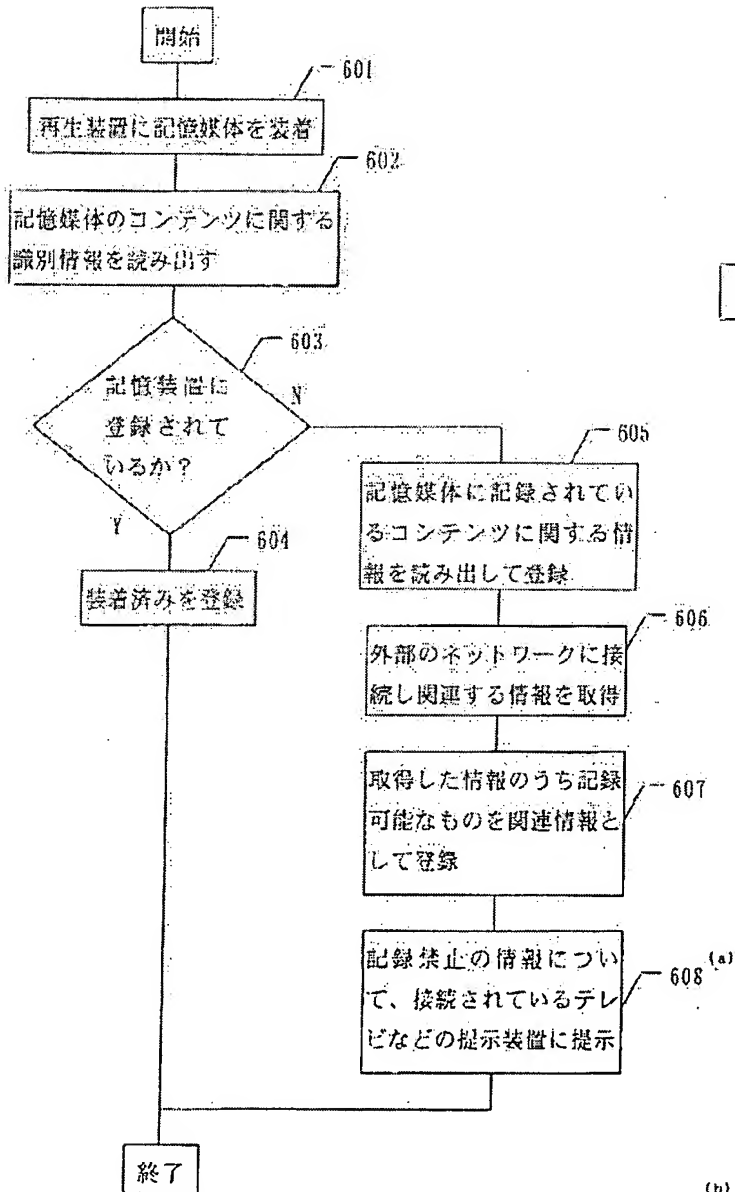 開始
601
再生装置に記憶媒体を装着
602
記憶媒体のコンテンツに関する
識別情報を読み出す
603
記憶装置に
登録されて
いるか?
N
Y
604
装着済みを登録
605
記憶媒体に記録されてい
るコンテンツに関する情
報を読み出して登録
606
外部のネットワークに接
続し関連する情報を取得
607
取得した情報のうち記録
可能なものを関連情報と
して登録
608
記録禁止の情報につい
て、接続されているテレ
ビなどの提示装置に提示
(a)
終了
(b)